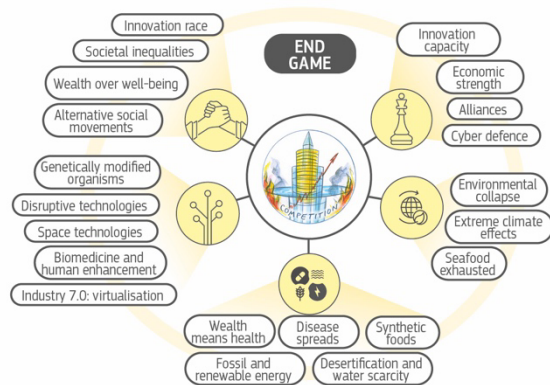 END
GAME
Innovation race
Societal inequalities
Wealth over well-being
Alternative social
movements
Innovation
capacity
Economic
strength
Alliances
Cyber defence
Genetically modified
organisms
Disruptive technologies
Space technologies
Biomedicine and
human enhancement
Industry 7.0: virtualisation
COMPETITION
Environmental
collapse
Extreme climate
effects
Seafood
exhausted
Wealth
means health
Disease
spreads
Synthetic
foods
Fossil and
renewable energy
Desertification and
water scarcity